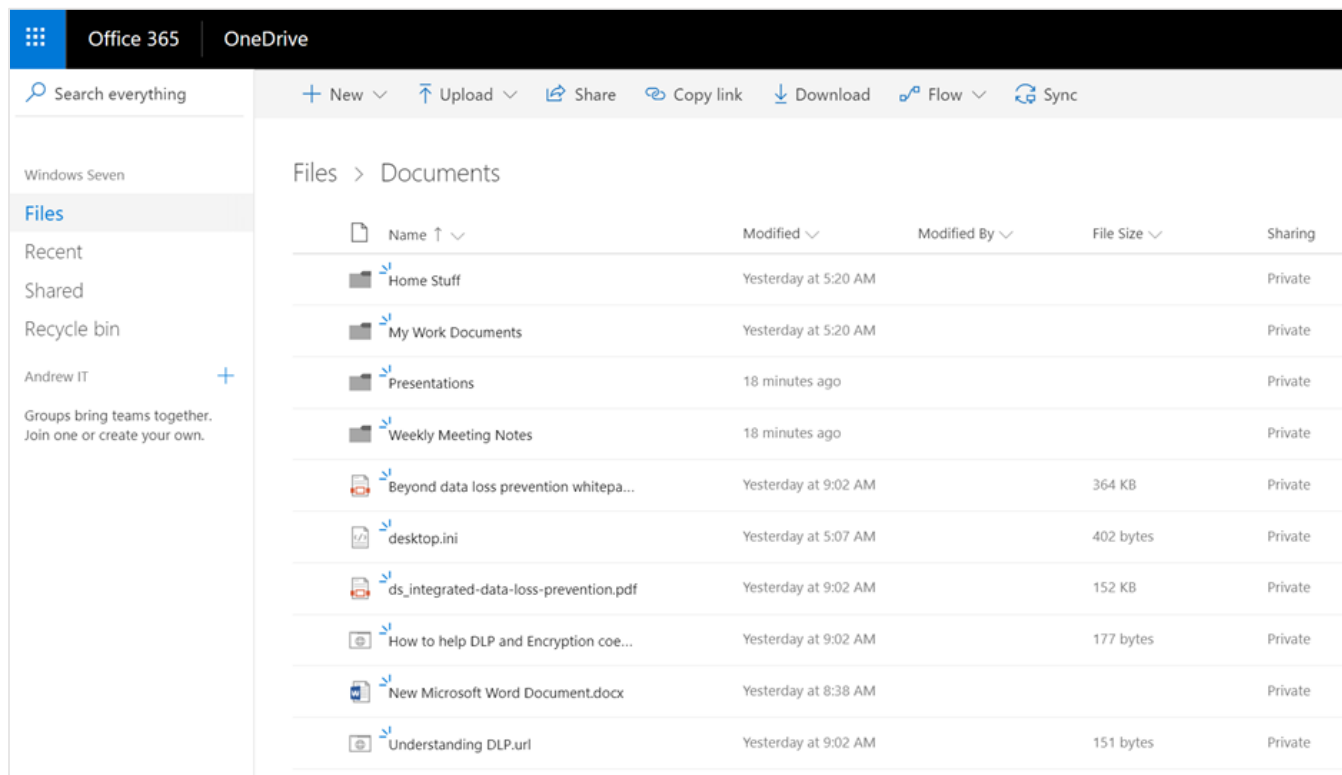 Office 365 OneDrive
Search everything
New Upload Share Copy link Download Flow Sync
Windows Seven
Files
Recent
Shared
Recycle bin
Andrew IT
Groups bring teams together.
Join one or create your own.
Files > Documents
Name ↑ Modified Modified By File Size Sharing
Home Stuff Yesterday at 5:20 AM Private
My Work Documents Yesterday at 5:20 AM Private
Presentations 18 minutes ago Private
Weekly Meeting Notes 18 minutes ago Private
Beyond data loss prevention whitepa... Yesterday at 9:02 AM 364 KB Private
desktop.ini Yesterday at 5:07 AM 402 bytes Private
ds_integrated-data-loss-prevention.pdf Yesterday at 9:02 AM 152 KB Private
How to help DLP and Encryption coe... Yesterday at 9:02 AM 177 bytes Private
New Microsoft Word Document.docx Yesterday at 8:38 AM Private
Understanding DLP.url Yesterday at 9:02 AM 151 bytes Private